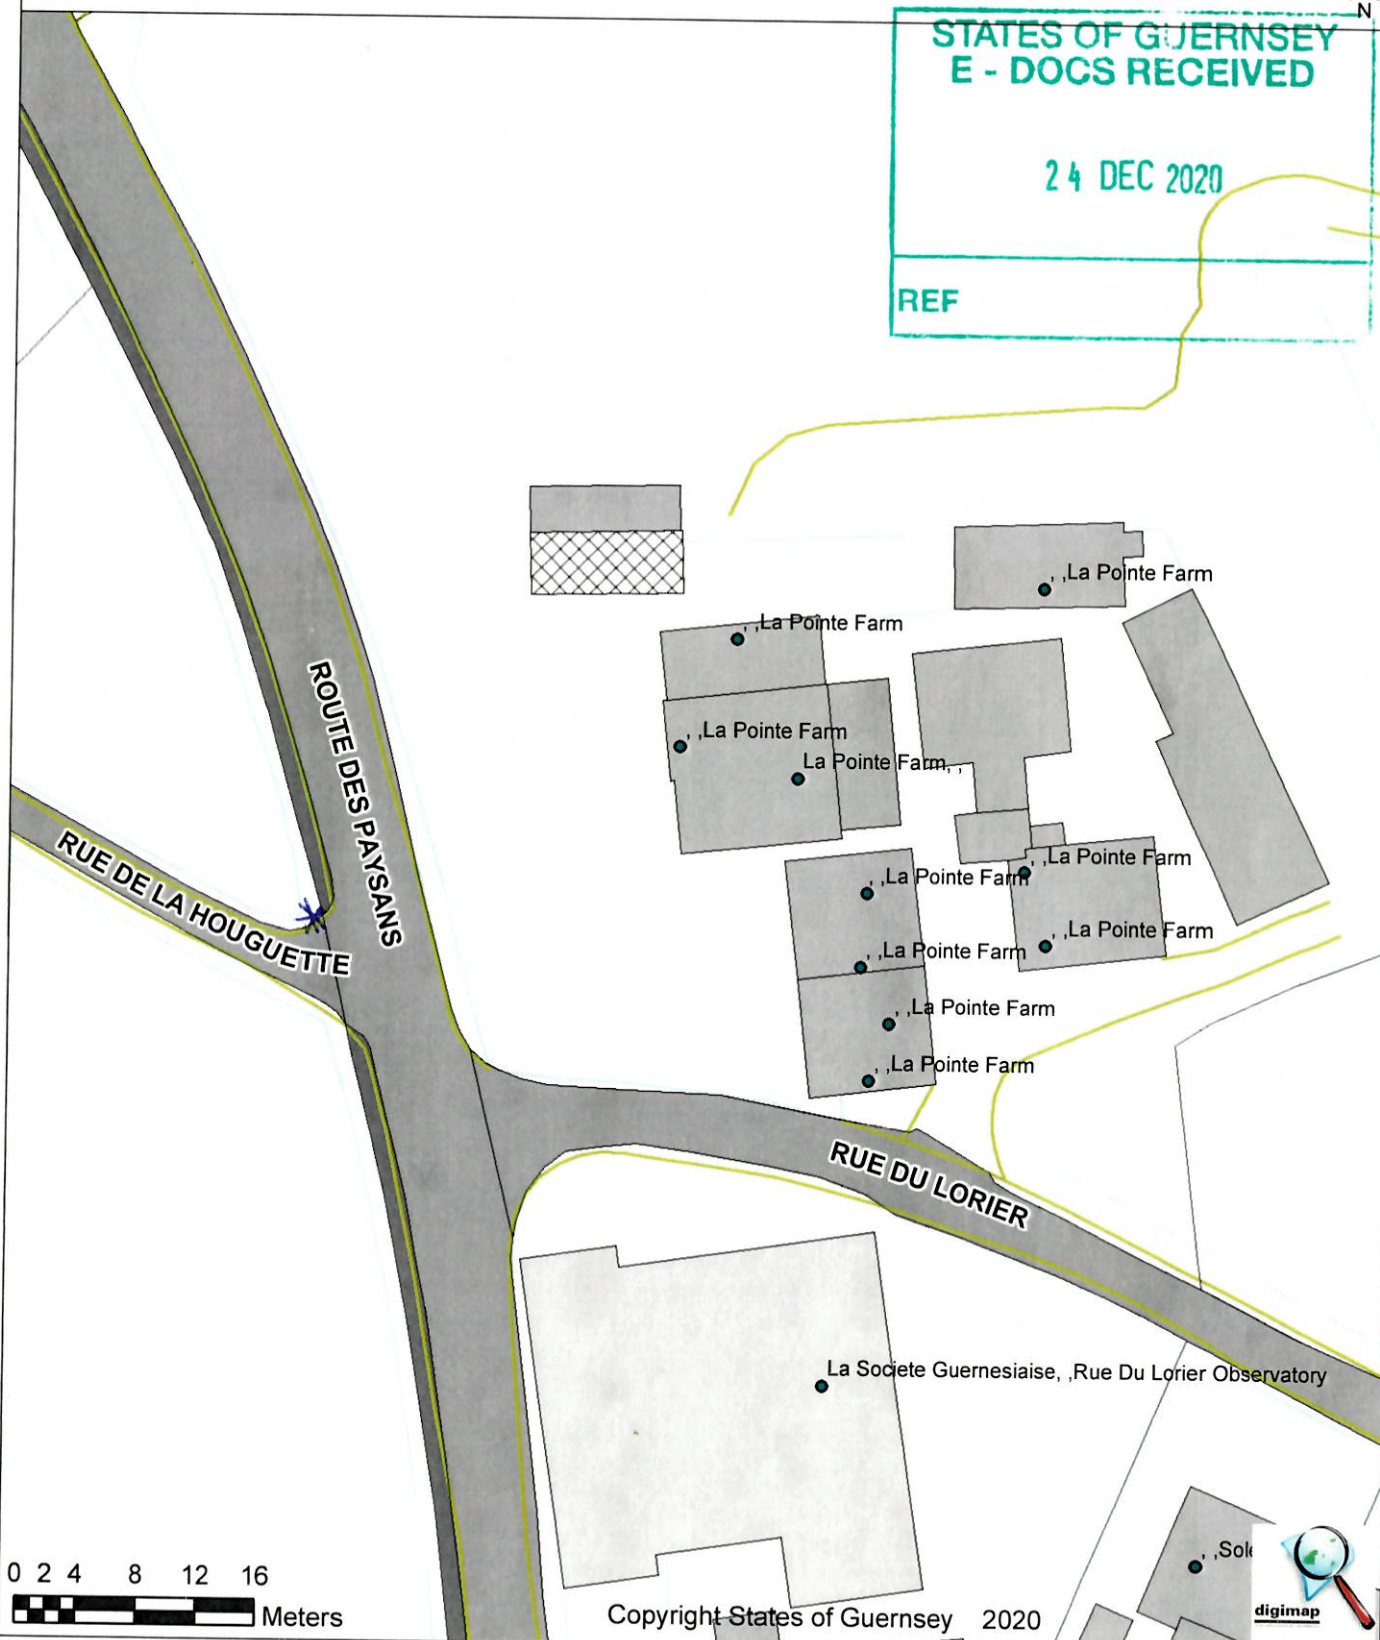 N
STATES OF GUERNSEY
E - DOCS RECEIVED
24 DEC 2020
REF
, ,La Pointe Farm
, ,La Pointe Farm
, ,La Pointe Farm
La Pointe Farm, ,
ROUTE DES PAYSANS
RUE DE LA HOUGUETTE
, ,La Pointe Farm
, ,La Pointe Farm
, ,La Pointe Farm
, ,La Pointe Farm
, ,La Pointe Farm
, ,La Pointe Farm
RUE DU LORIER
La Societe Guernesiaise, ,Rue Du Lorier Observatory
, ,Sole
0 2 4 8 12 16
Meters
Copyright States of Guernsey 2020
digimap